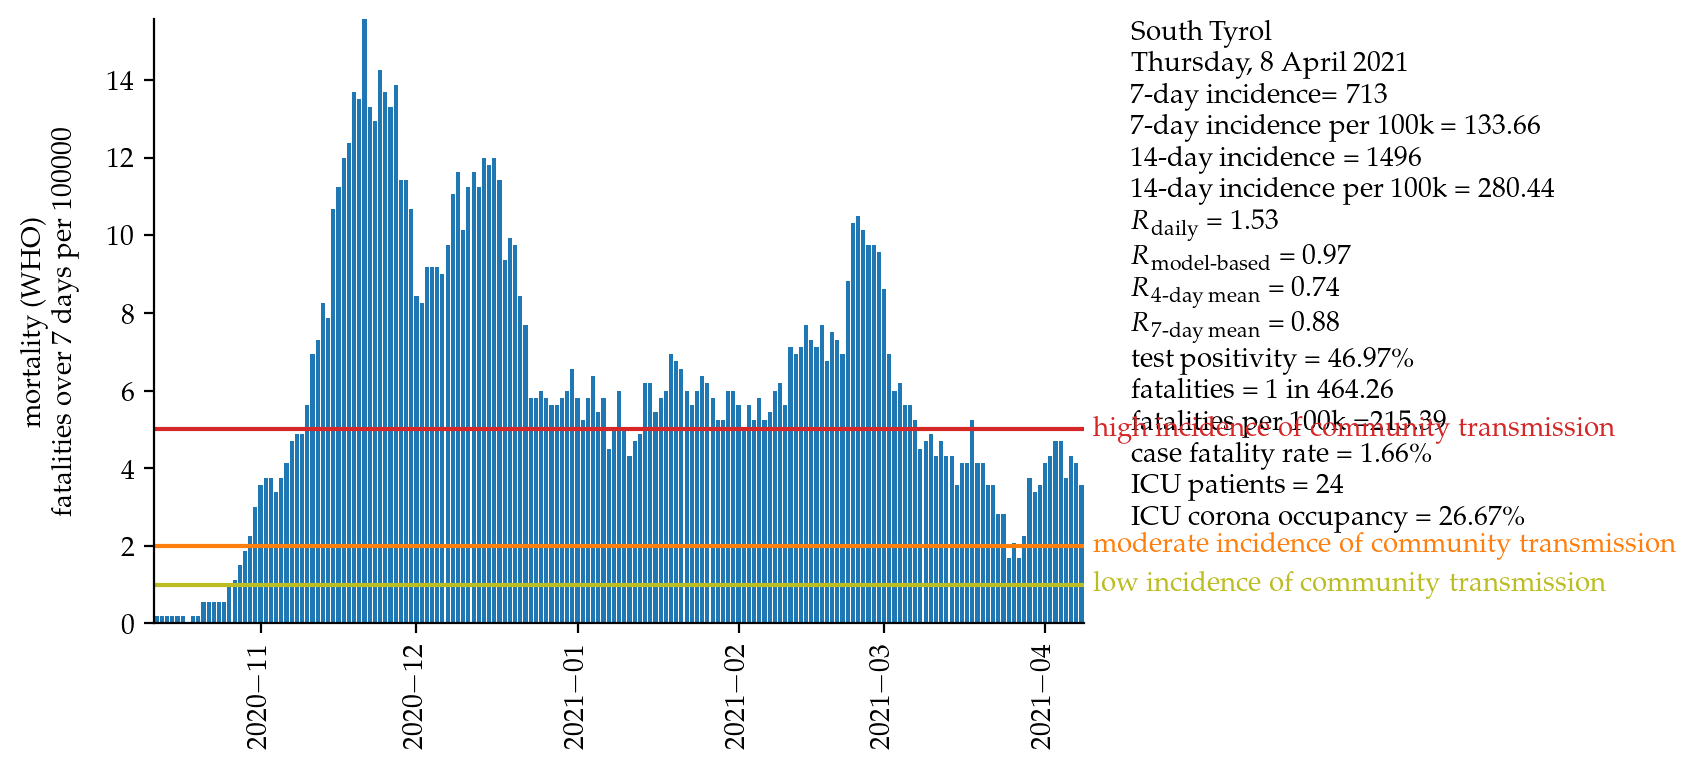 mortality (WHO)
fatalities over 7 days per 100000
14
12
10
8
6
4
2
0
2020−11
2020−12
2021−01
2021−02
2021−03
2021−04
South Tyrol
Thursday, 8 April 2021
7-day incidence= 713
7-day incidence per 100k = 133.66
14-day incidence = 1496
14-day incidence per 100k = 280.44
R daily = 1.53
R model-based = 0.97
R 4-day mean = 0.74
R 7-day mean = 0.88
test positivity = 46.97%
fatalities = 1 in 464.26
fatalities per 100k =215.39
high incidence of community transmission
case fatality rate = 1.66%
ICU patients = 24
ICU corona occupancy = 26.67%
moderate incidence of community transmission
low incidence of community transmission